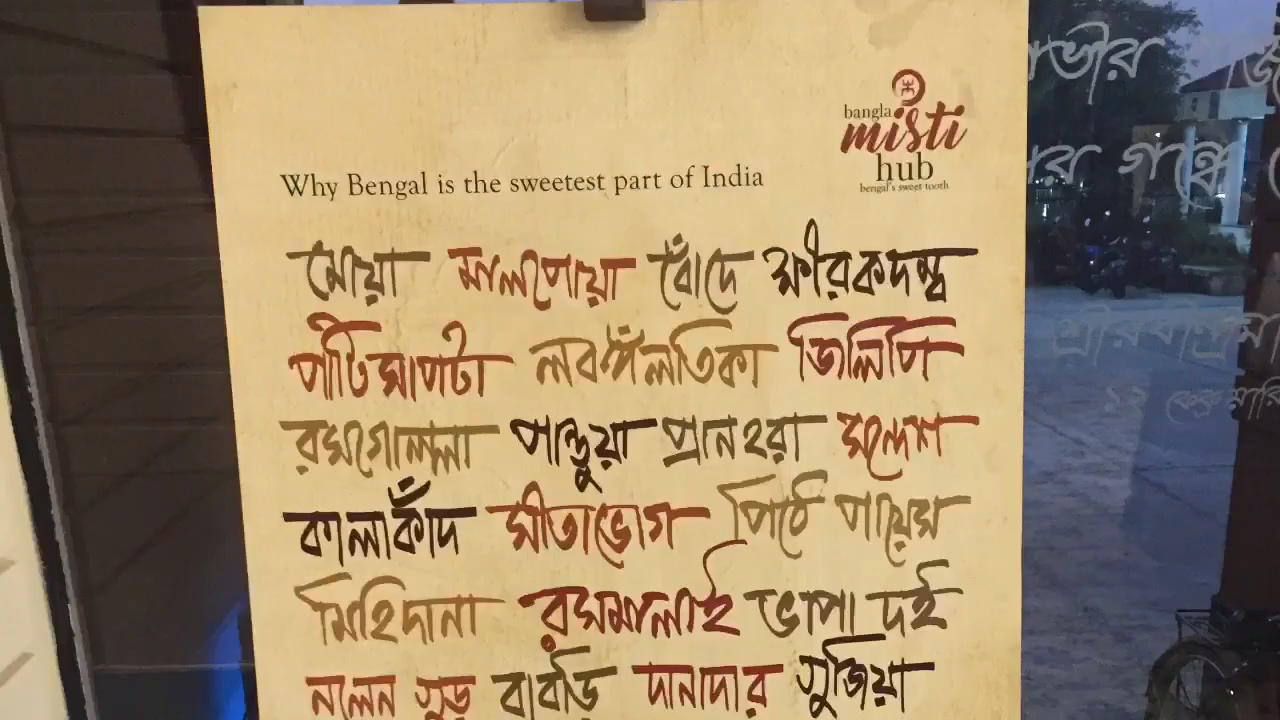 bangla
misti
hub
bengal's sweet tooth
Why Bengal is the sweetest part of India
মোয়া মালপোয়া বোঁদে ক্ষীরকদম্ব
পাটিসাপটা লবঙ্গলতিকা জিলিপি
রসগোল্লা পান্তুয়া প্রানহরা সন্দেশ
কালাকাঁদ সীতাভোগ পিঠে পায়েস
মিহিদানা রসমালাই ভাপা দই
নলেন গুড় বাবড়ি দানাদার গুজিয়া
গন্ধে